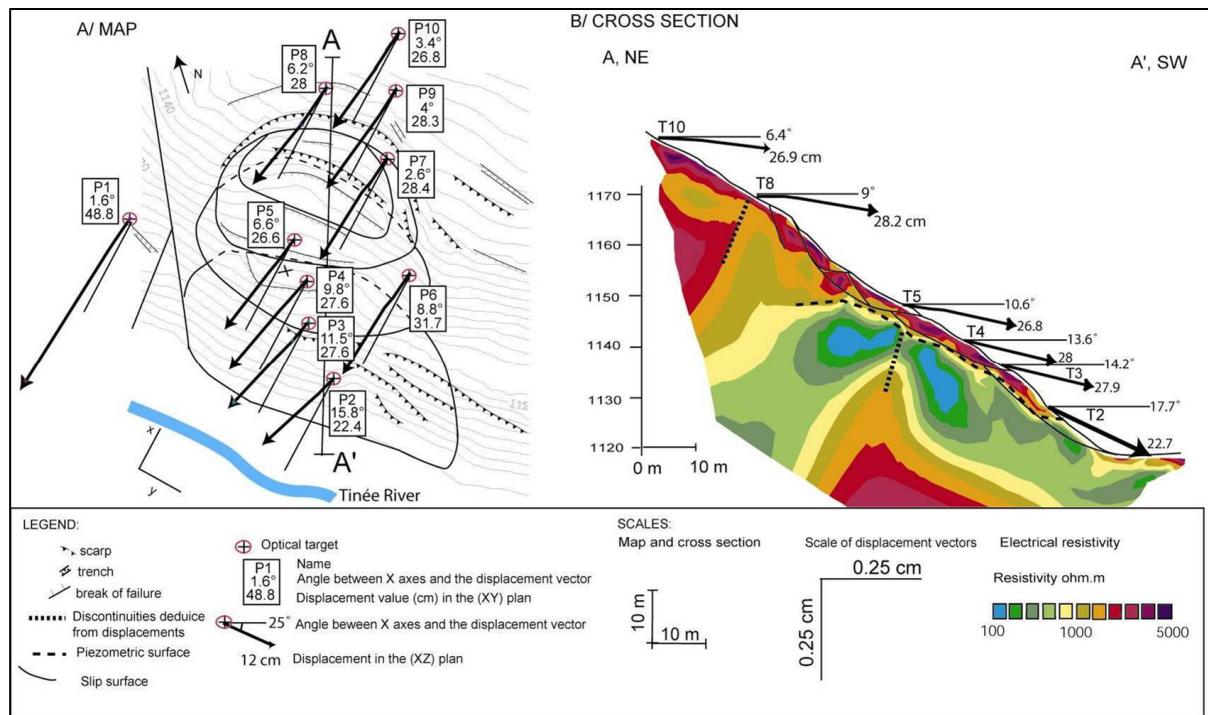 A/ MAP
B/ CROSS SECTION
A
A, NE
A', SW
N
1140
P10
3.4°
26.8
P8
6.2°
28
P9
4°
28.3
P7
2.6°
28.4
P1
1.6°
48.8
P5
6.6°
26.6
P4
9.8°
27.6
P6
8.8°
31.7
P3
11.5°
27.6
P2
15.8°
22.4
112
x
y
A'
Tinée River
T10
6.4°
26.9 cm
T8
9°
28.2 cm
T5
10.6°
26.8
T4
13.6°
28
14.2°
T3
27.9
T2
17.7°
22.7
1170
1160
1150
1140
1130
1120
0 m 10 m
LEGEND:
scarp
trench
break of failure
Discontinuities deduce
from displacements
Piezometric surface
Slip surface
Optical target
P1
1.6°
48.8
Name
Angle between X axes and the displacement vector
Displacement value (cm) in the (XY) plan
25°
Angle beween X axes and the displacement vector
12 cm
Displacement in the (XZ) plan
SCALES:
Map and cross section
10 m
10 m
Scale of displacement vectors
0.25 cm
0.25 cm
Electrical resistivity
Resistivity ohm.m
100 1000 5000